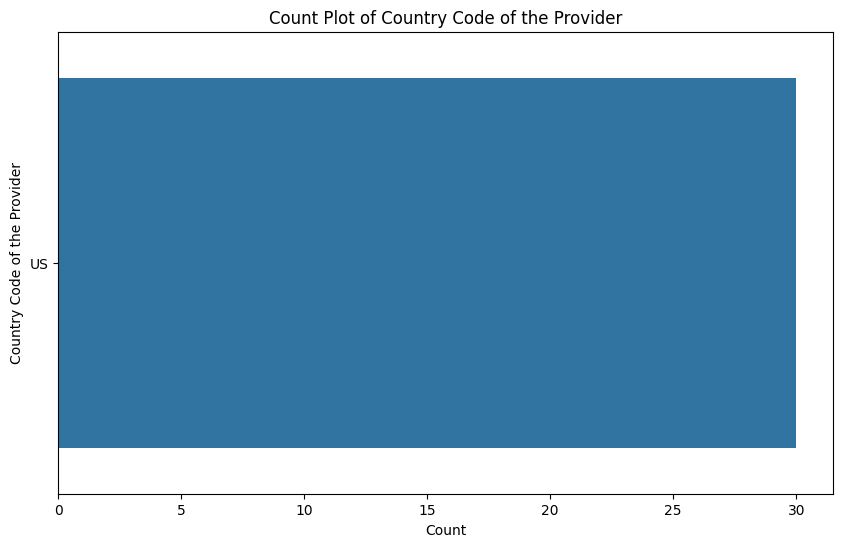 Count Plot of Country Code of the Provider
Country Code of the Provider
US
0 5 10 15 20 25 30
Count